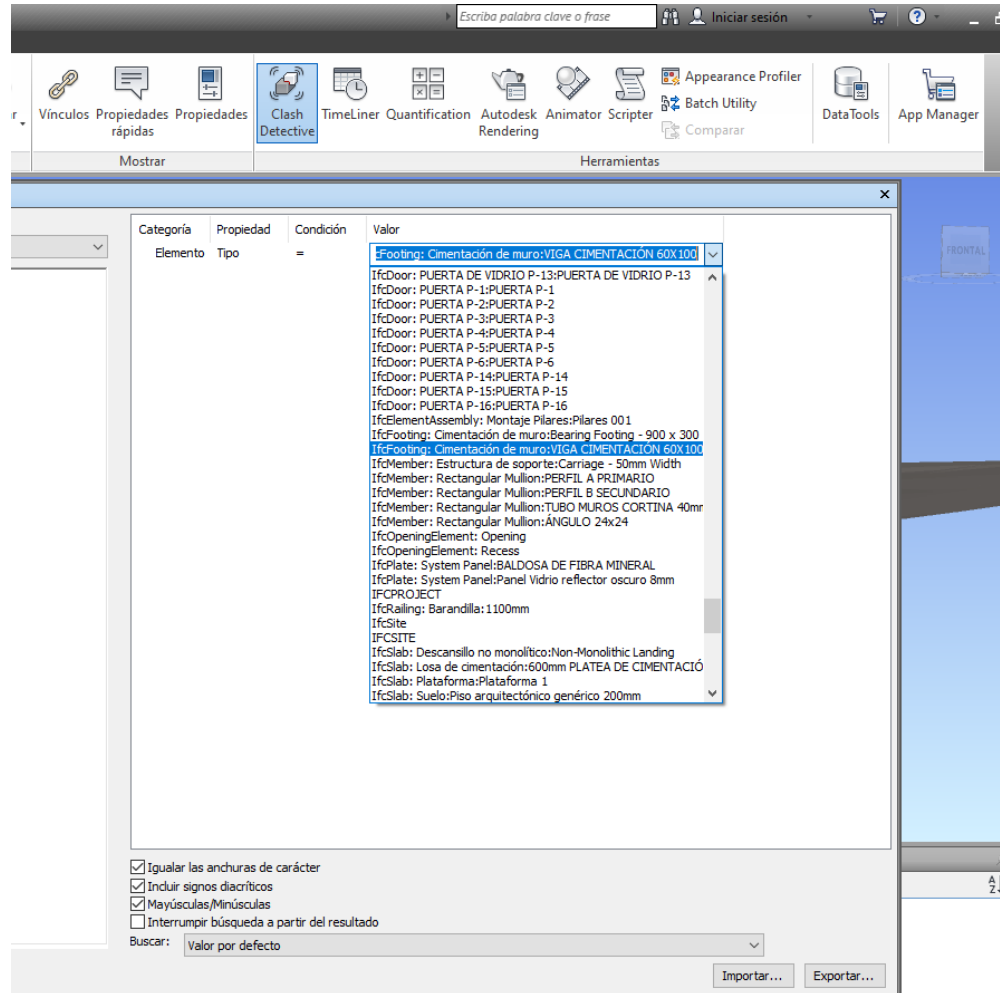 Escriba palabra clave o frase
Iniciar sesión
Vínculos
Propiedades rápidas
Propiedades
Clash Detective
TimeLiner
Quantification
Autodesk Rendering
Animator
Scripter
Appearance Profiler
Batch Utility
Comparar
DataTools
App Manager
Mostrar
Herramientas
FRONTAL
Categoría Propiedad Condición Valor
Elemento Tipo = :Footing: Cimentación de muro:VIGA CIMENTACIÓN 60X100
IfcDoor: PUERTA DE VIDRIO P-13:PUERTA DE VIDRIO P-13
IfcDoor: PUERTA P-1:PUERTA P-1
IfcDoor: PUERTA P-2:PUERTA P-2
IfcDoor: PUERTA P-3:PUERTA P-3
IfcDoor: PUERTA P-4:PUERTA P-4
IfcDoor: PUERTA P-5:PUERTA P-5
IfcDoor: PUERTA P-6:PUERTA P-6
IfcDoor: PUERTA P-14:PUERTA P-14
IfcDoor: PUERTA P-15:PUERTA P-15
IfcDoor: PUERTA P-16:PUERTA P-16
IfcElementAssembly: Montaje Pilares:Pilares 001
IfcFooting: Cimentación de muro:Bearing Footing - 900 x 300
IfcFooting: Cimentación de muro:VIGA CIMENTACIÓN 60X100
IfcMember: Estructura de soporte:Carriage - 50mm Width
IfcMember: Rectangular Mullion:PERFIL A PRIMARIO
IfcMember: Rectangular Mullion:PERFIL B SECUNDARIO
IfcMember: Rectangular Mullion:TUBO MUROS CORTINA 40mm
IfcMember: Rectangular Mullion:ÁNGULO 24x24
IfcOpeningElement: Opening
IfcOpeningElement: Recess
IfcPlate: System Panel:BALDOSA DE FIBRA MINERAL
IfcPlate: System Panel:Panel Vidrio reflector oscuro 8mm
IFCPROJECT
IfcRailing: Barandilla:1100mm
IfcSite
IFCSITE
IfcSlab: Descansillo no monolítico:Non-Monolithic Landing
IfcSlab: Losa de cimentación:600mm PLATEA DE CIMENTACIÓ
IfcSlab: Plataforma:Plataforma 1
IfcSlab: Suelo:Piso arquitectónico genérico 200mm
Igualar las anchuras de carácter
Incluir signos diacríticos
Mayúsculas/Minúsculas
Interrumpir búsqueda a partir del resultado
Buscar: Valor por defecto
Importar...
Exportar...